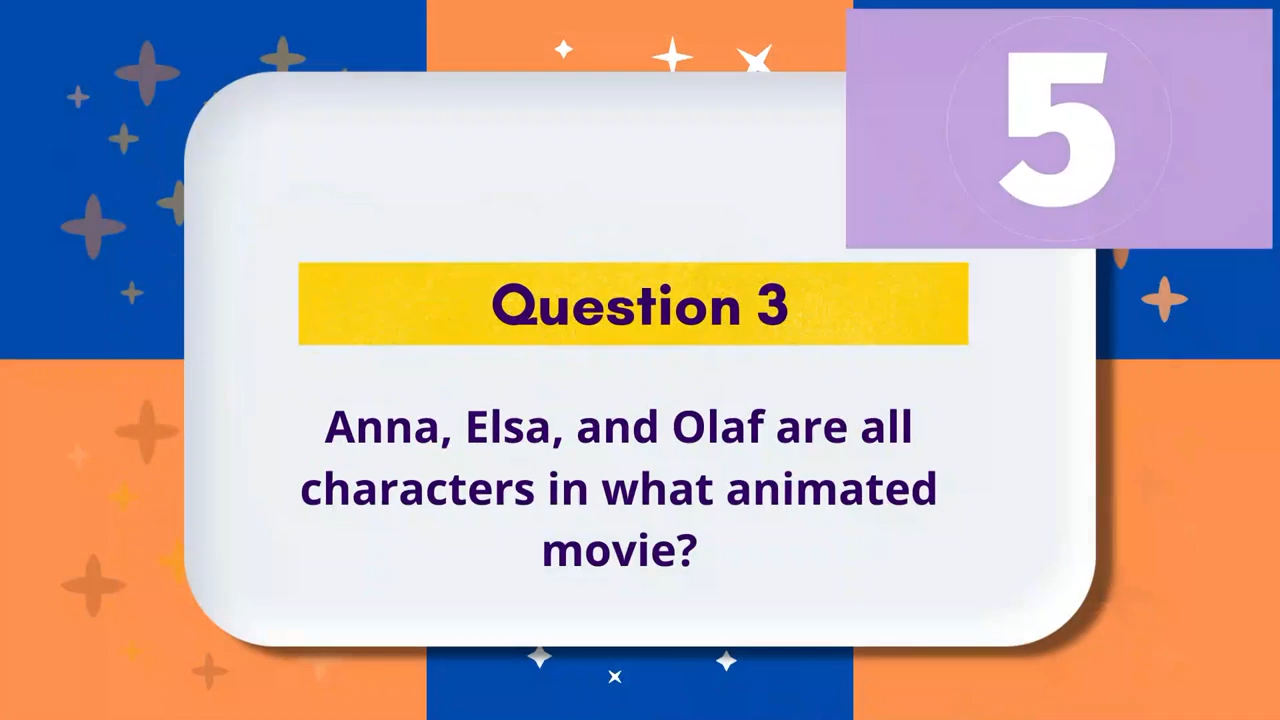 5
Question 3
Anna, Elsa, and Olaf are all
characters in what animated
movie?